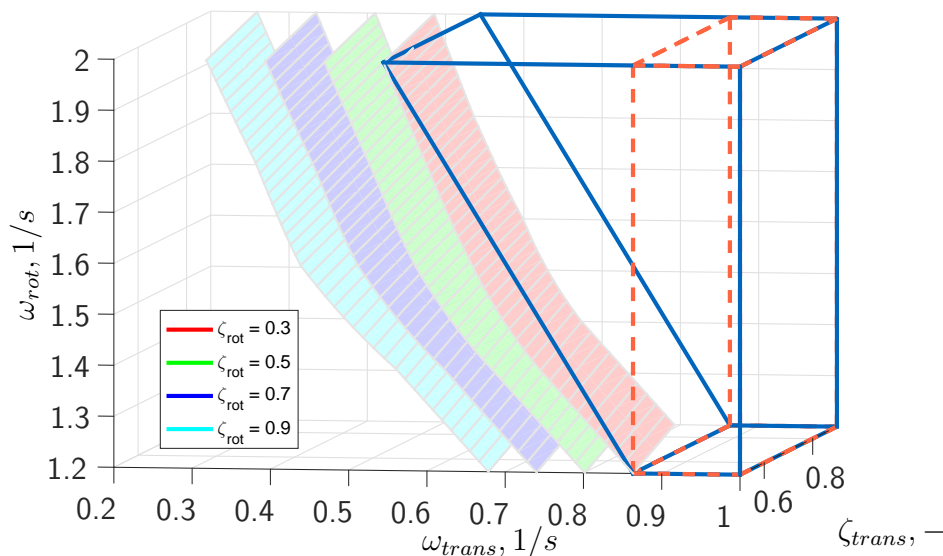 2
1.9
1.8
1.7
1.6
1.5
1.4
1.3
1.2
ω_rot, 1/s
ζ_rot = 0.3
ζ_rot = 0.5
ζ_rot = 0.7
ζ_rot = 0.9
0.2 0.3 0.4 0.5 0.6 0.7 0.8 0.9 1
ω_trans, 1/s
0.6 0.8
ζ_trans, −